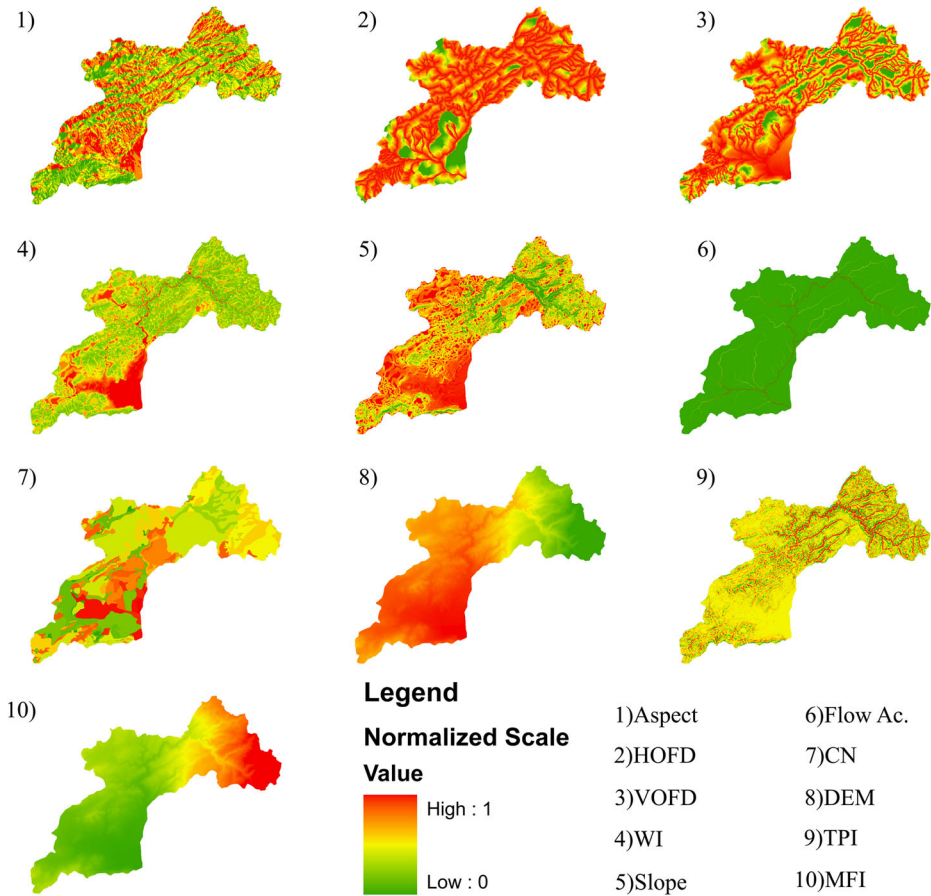 1)
2)
3)
4)
5)
6)
7)
8)
9)
10)
Legend
Normalized Scale
Value
High : 1
Low : 0
1)Aspect
2)HOFD
3)VOFD
4)WI
5)Slope
6)Flow Ac.
7)CN
8)DEM
9)TPI
10)MFI